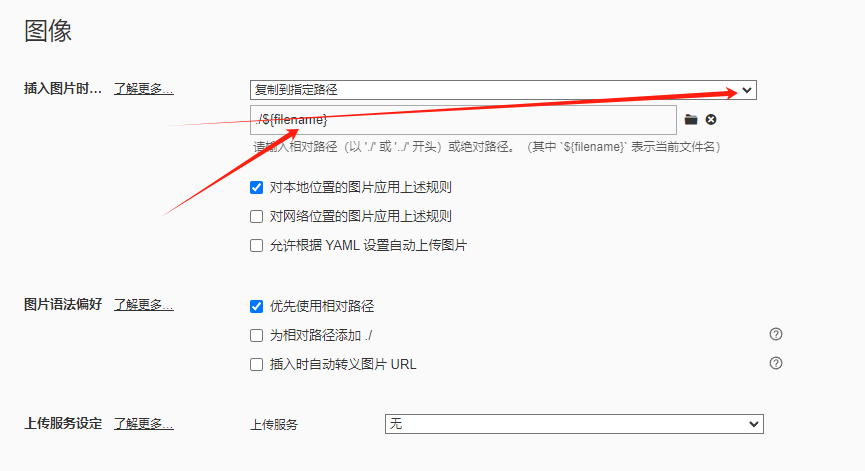 图像
插入图片时... 了解更多... 复制到指定路径
./${filename}
请输入相对路径（以 './' 或 '../' 开头）或绝对路径。（其中 `${filename}` 表示当前文件名）
对本地位置的图片应用上述规则
对网络位置的图片应用上述规则
允许根据 YAML 设置自动上传图片
图片语法偏好 了解更多... 优先使用相对路径
为相对路径添加 ./
插入时自动转义图片 URL
上传服务设定 了解更多... 上传服务 无